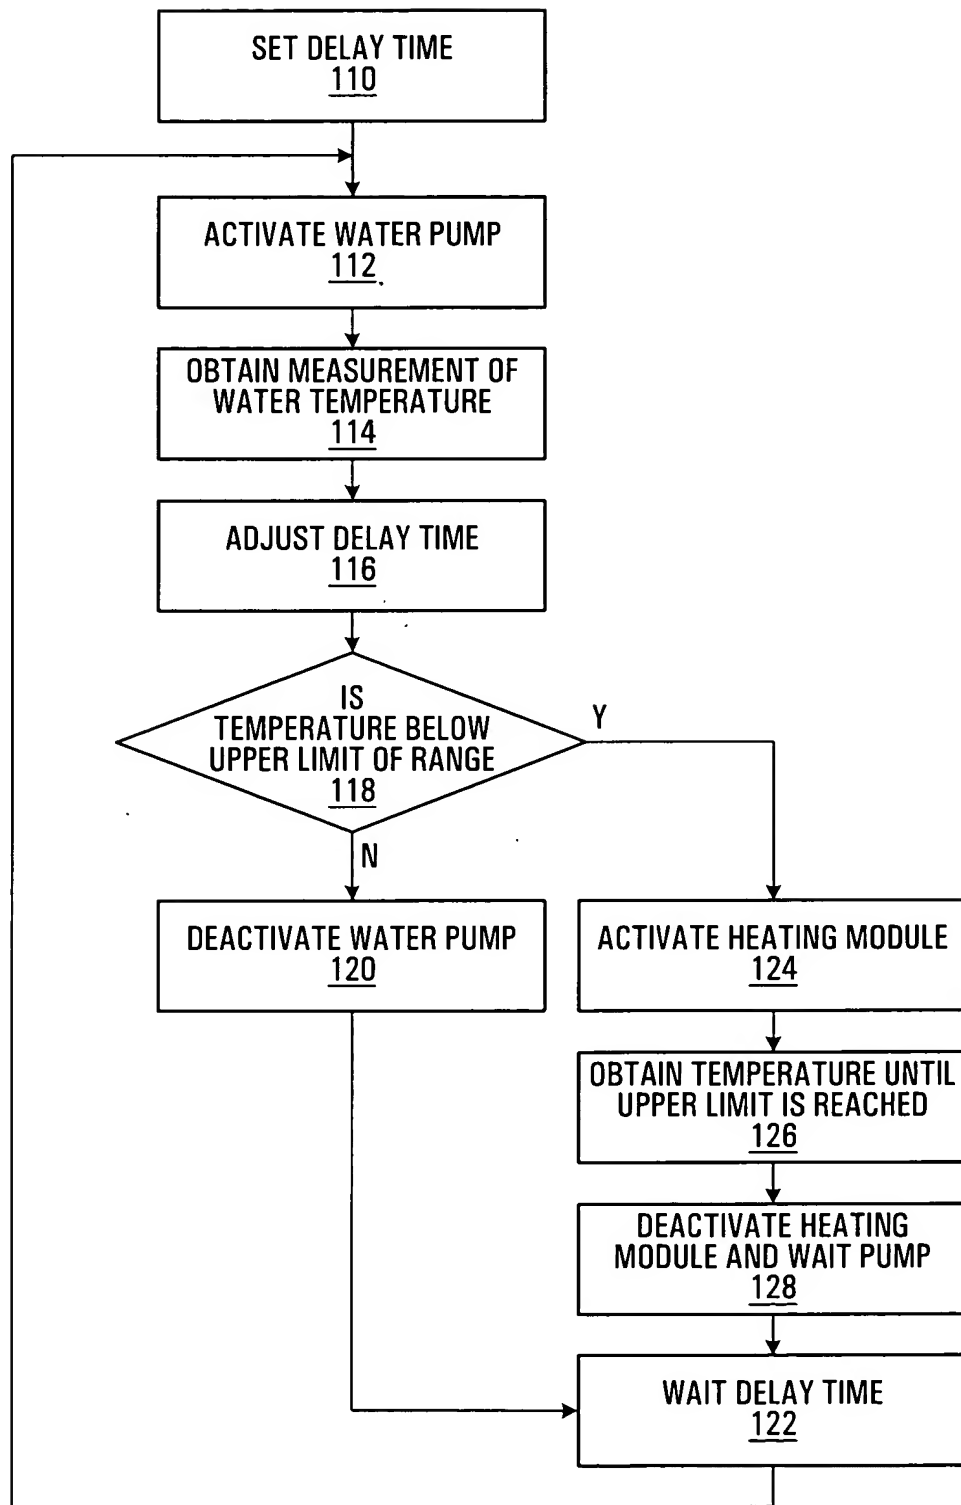 SET DELAY TIME
110
ACTIVATE WATER PUMP
112
OBTAIN MEASUREMENT OF
WATER TEMPERATURE
114
ADJUST DELAY TIME
116
IS
TEMPERATURE BELOW
UPPER LIMIT OF RANGE
118
Y
N
DEACTIVATE WATER PUMP
120
ACTIVATE HEATING MODULE
124
OBTAIN TEMPERATURE UNTIL
UPPER LIMIT IS REACHED
126
DEACTIVATE HEATING
MODULE AND WAIT PUMP
128
WAIT DELAY TIME
122